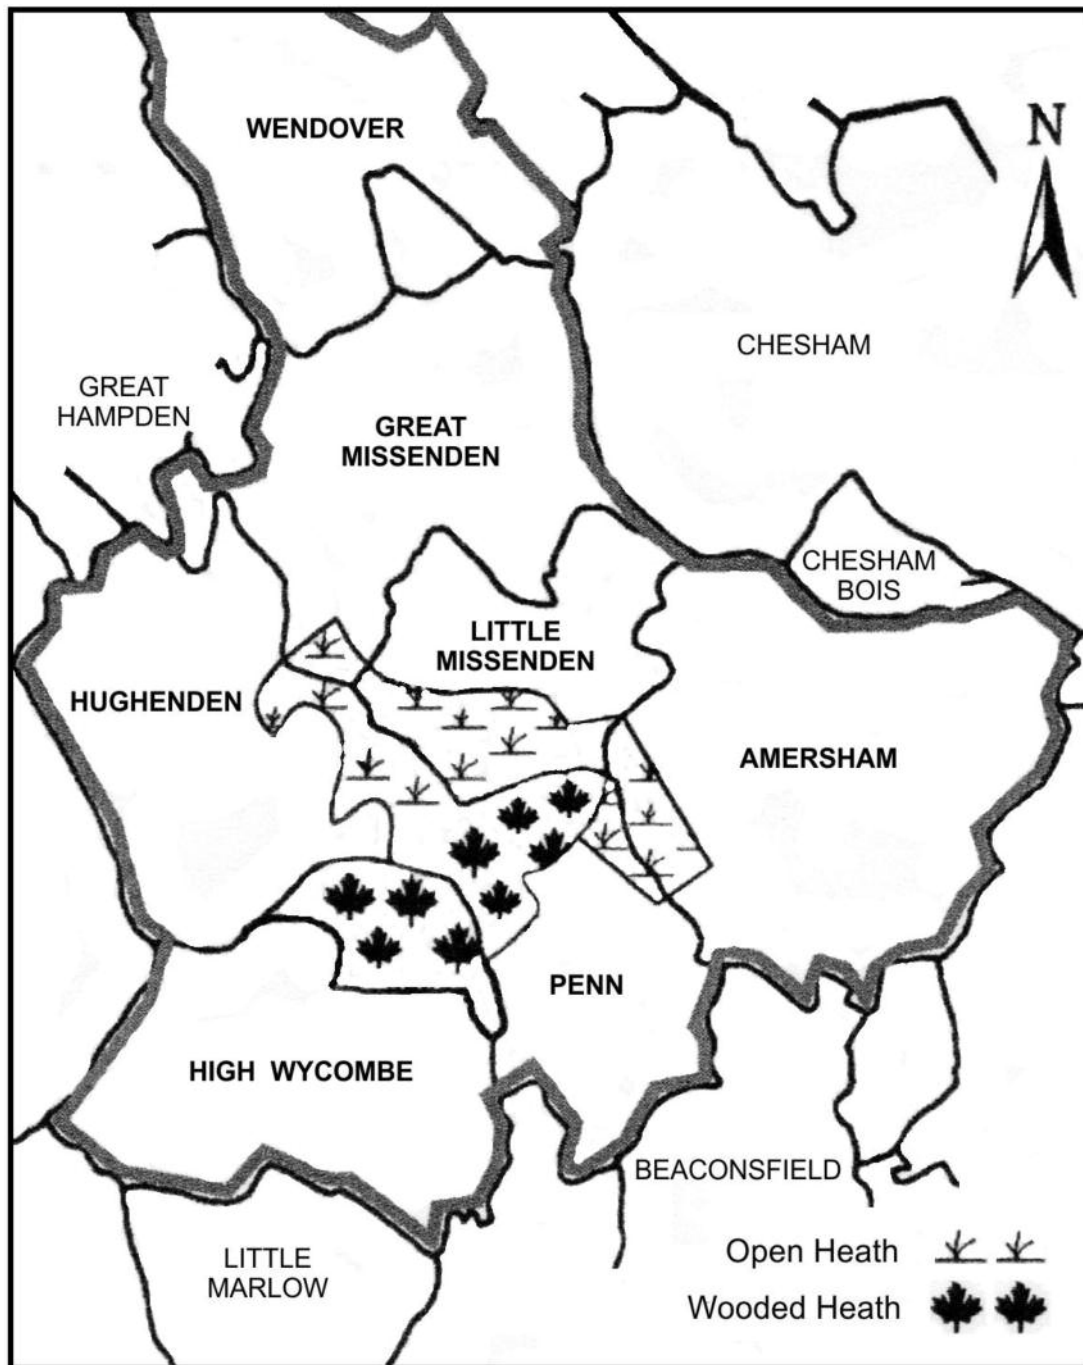 WENDOVER
N
CHESHAM
GREAT
HAMPDEN
GREAT
MISSENDEN
CHESHAM
BOIS
LITTLE
MISSENDEN
HUGHENDEN
AMERSHAM
PENN
HIGH WYCOMBE
BEACONSFIELD
LITTLE
MARLOW
Open Heath
Wooded Heath